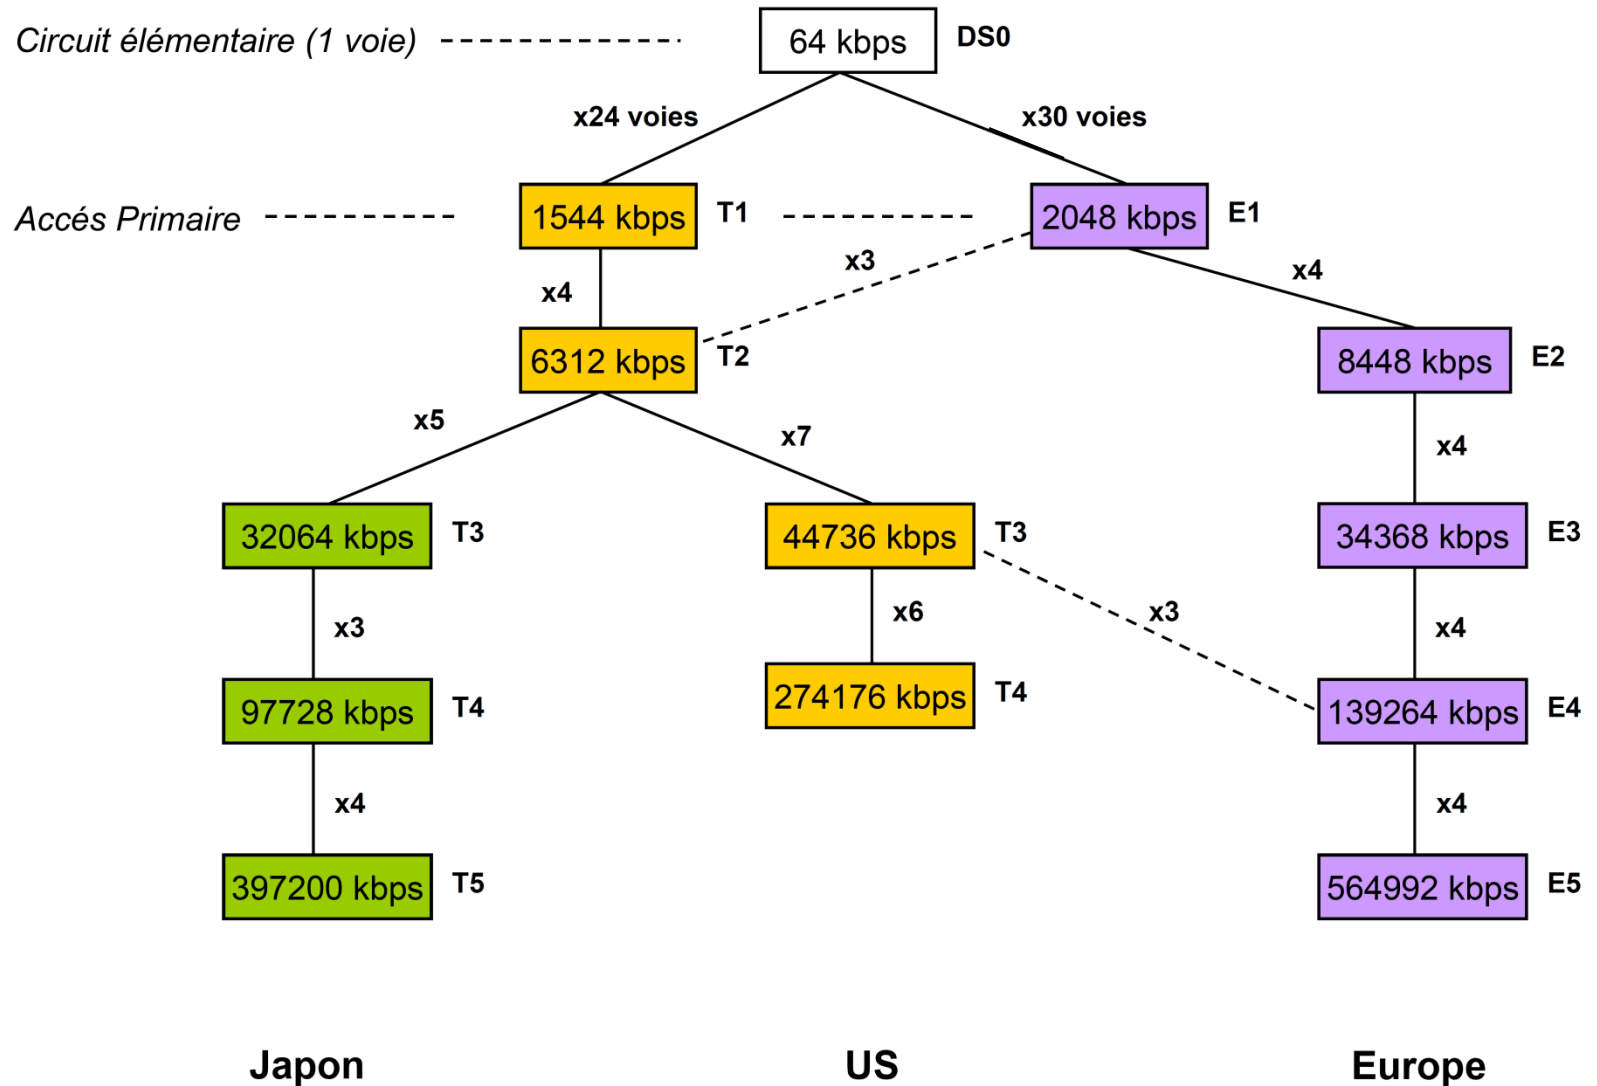 Circuit élémentaire (1 voie)
64 kbps
DS0
x24 voies
x30 voies
Accés Primaire
1544 kbps
T1
2048 kbps
E1
x3
x4
x4
6312 kbps
T2
8448 kbps
E2
x5
x7
x4
32064 kbps
T3
44736 kbps
T3
34368 kbps
E3
x3
x6
x3
x4
97728 kbps
T4
274176 kbps
T4
139264 kbps
E4
x4
x4
397200 kbps
T5
564992 kbps
E5
Japon
US
Europe